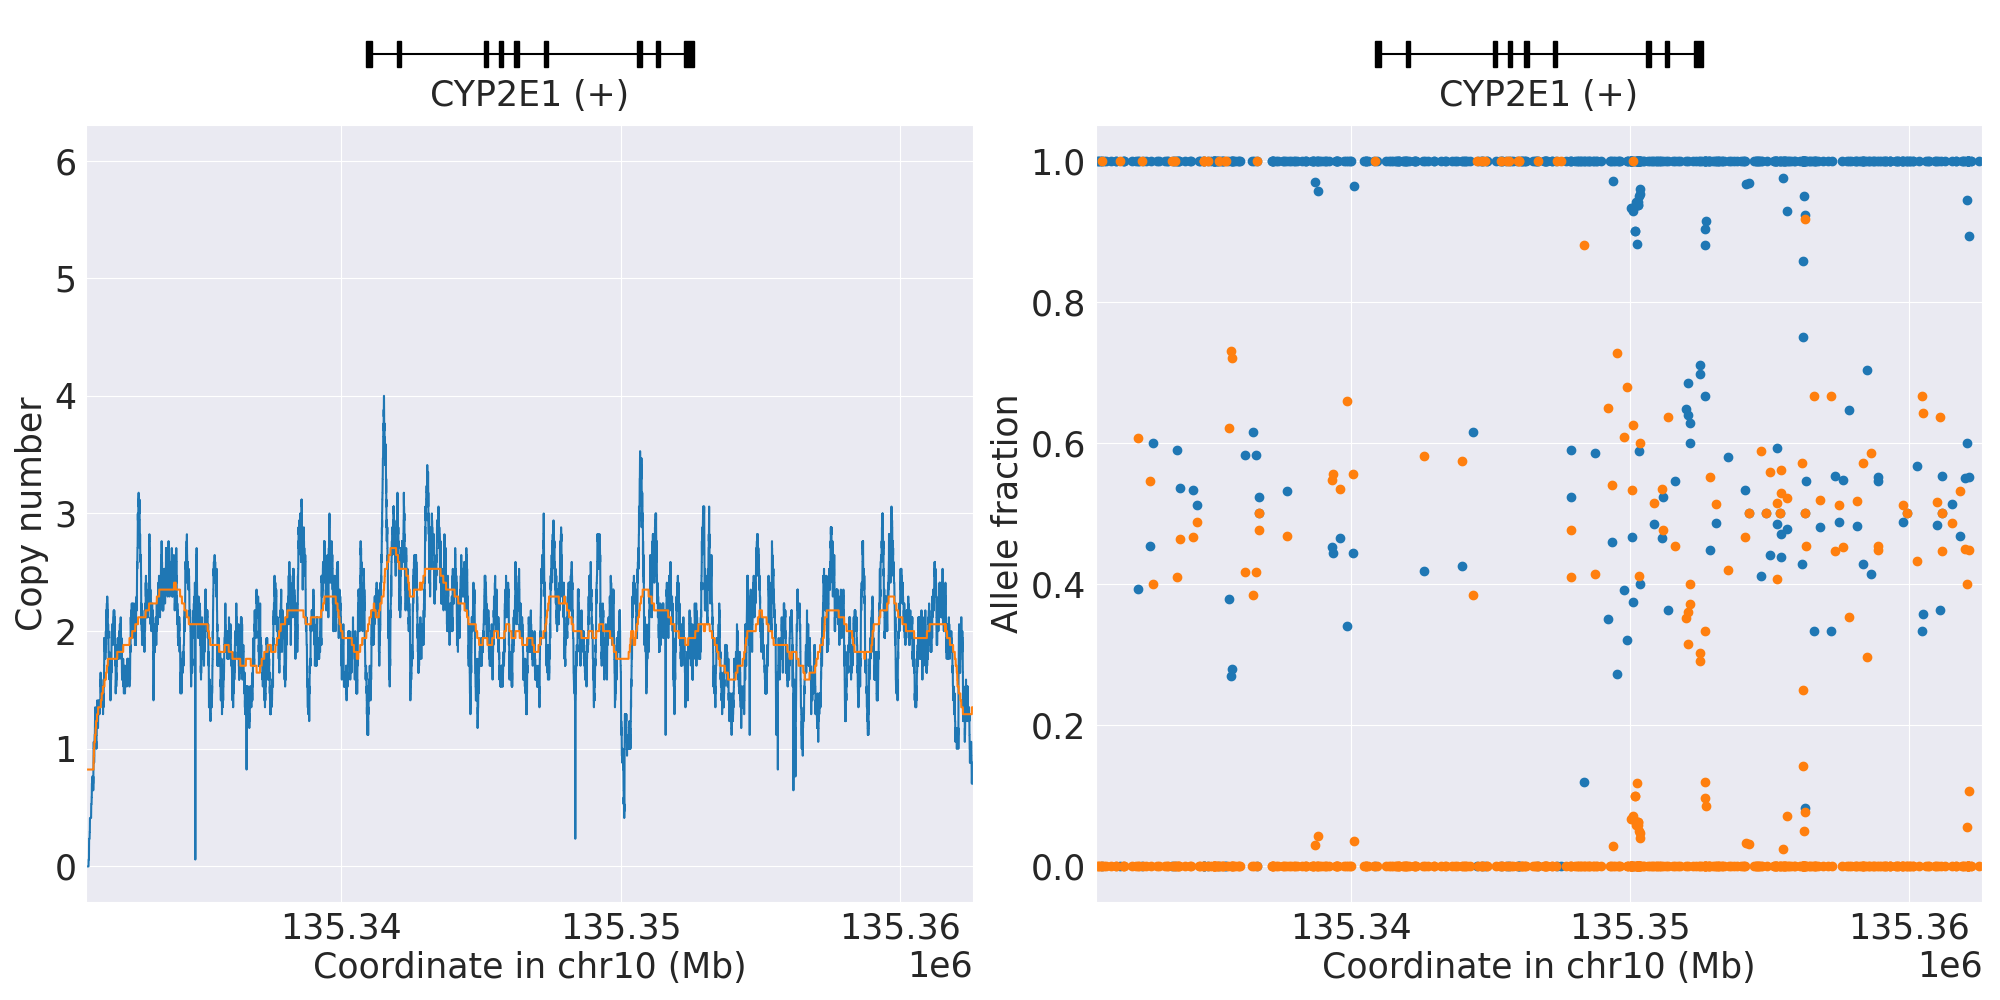 CYP2E1 (+)
6
5
4
3
2
1
0
Copy number
135.34 135.35 135.36
Coordinate in chr10 (Mb)
1e6
CYP2E1 (+)
1.0
0.8
0.6
0.4
0.2
0.0
Allele fraction
135.34 135.35 135.36
Coordinate in chr10 (Mb)
1e6